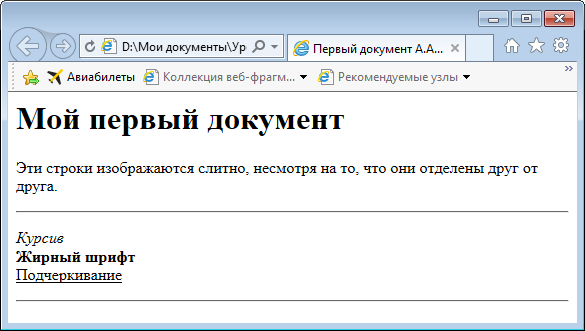 D:\Мои документы\Ур
Первый документ А.А...
Авиабилеты
Коллекция веб-фрагм...
Рекомендуемые узлы
Мой первый документ
Эти строки изображаются слитно, несмотря на то, что они отделены друг от
друга.
Курсив
Жирный шрифт
Подчеркивание